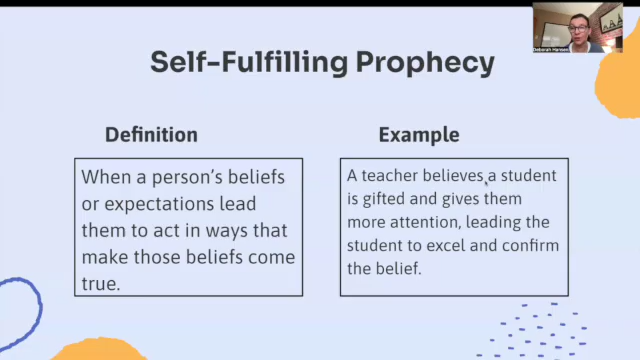 Deborah Hansen
Self-Fulfilling Prophecy
Definition
Example
When a person's beliefs
or expectations lead
them to act in ways that
make those beliefs come
true.
A teacher believes a student
is gifted and gives them
more attention, leading the
student to excel and confirm
the belief.